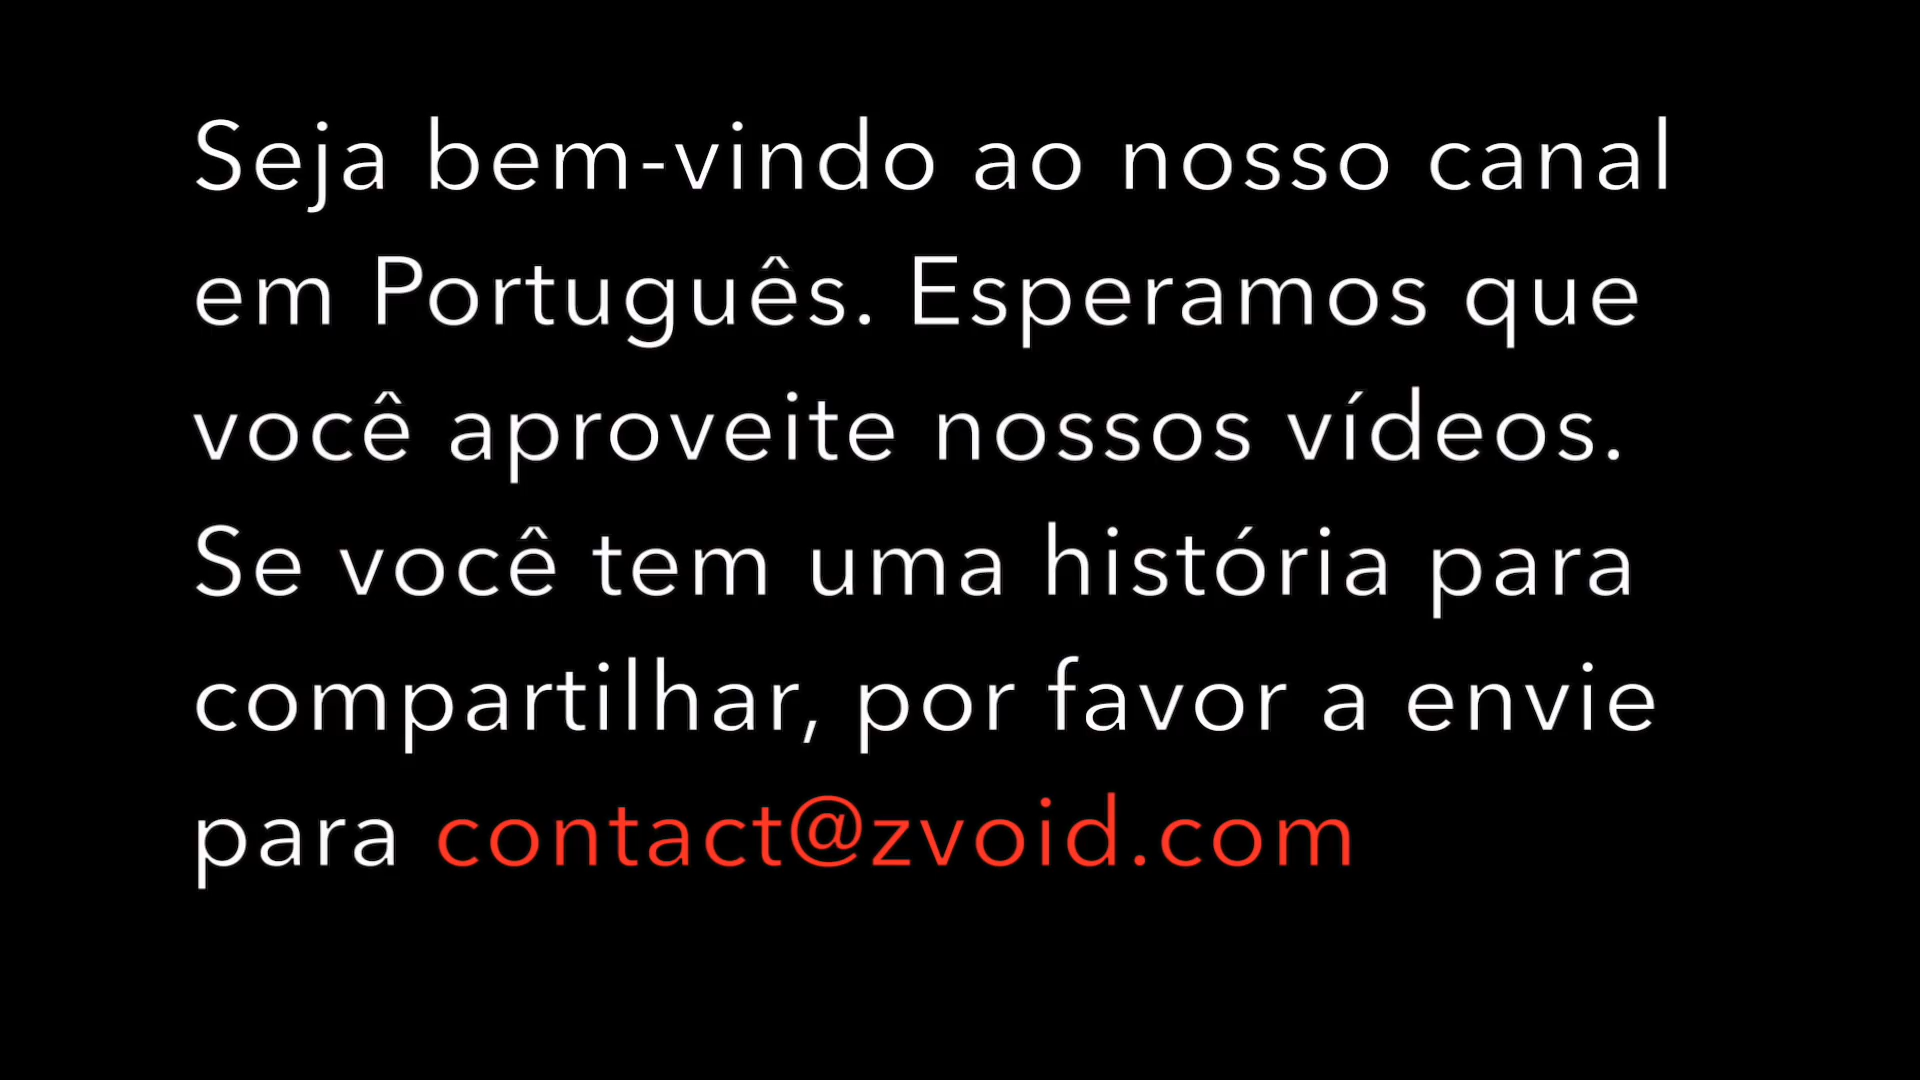 Seja bem-vindo ao nosso canal
em Português. Esperamos que
você aproveite nossos vídeos.
Se você tem uma história para
compartilhar, por favor a envie
para contact@zvoid.com